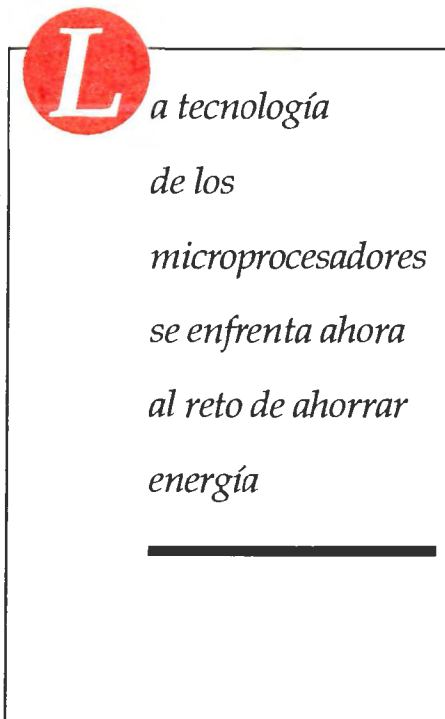 La tecnología
de los
microprocesadores
se enfrenta ahora
al reto de ahorrar
energía